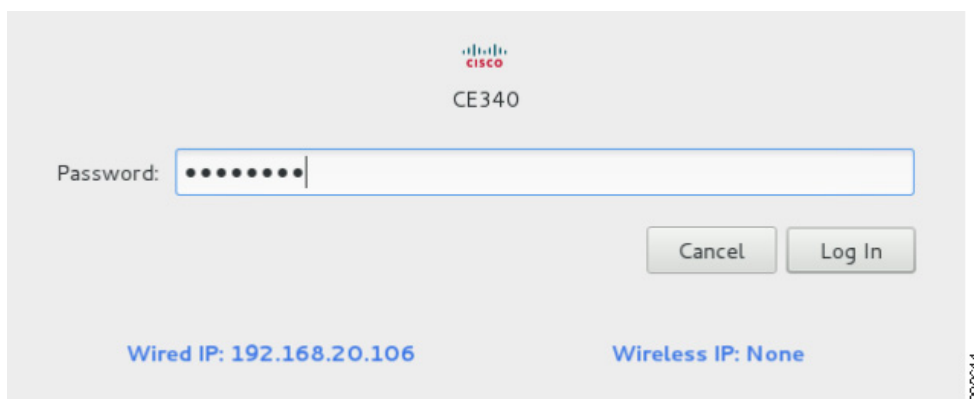 CISCO
CE340
Password: ••••••••
Cancel Log In
Wired IP: 192.168.20.106 Wireless IP: None